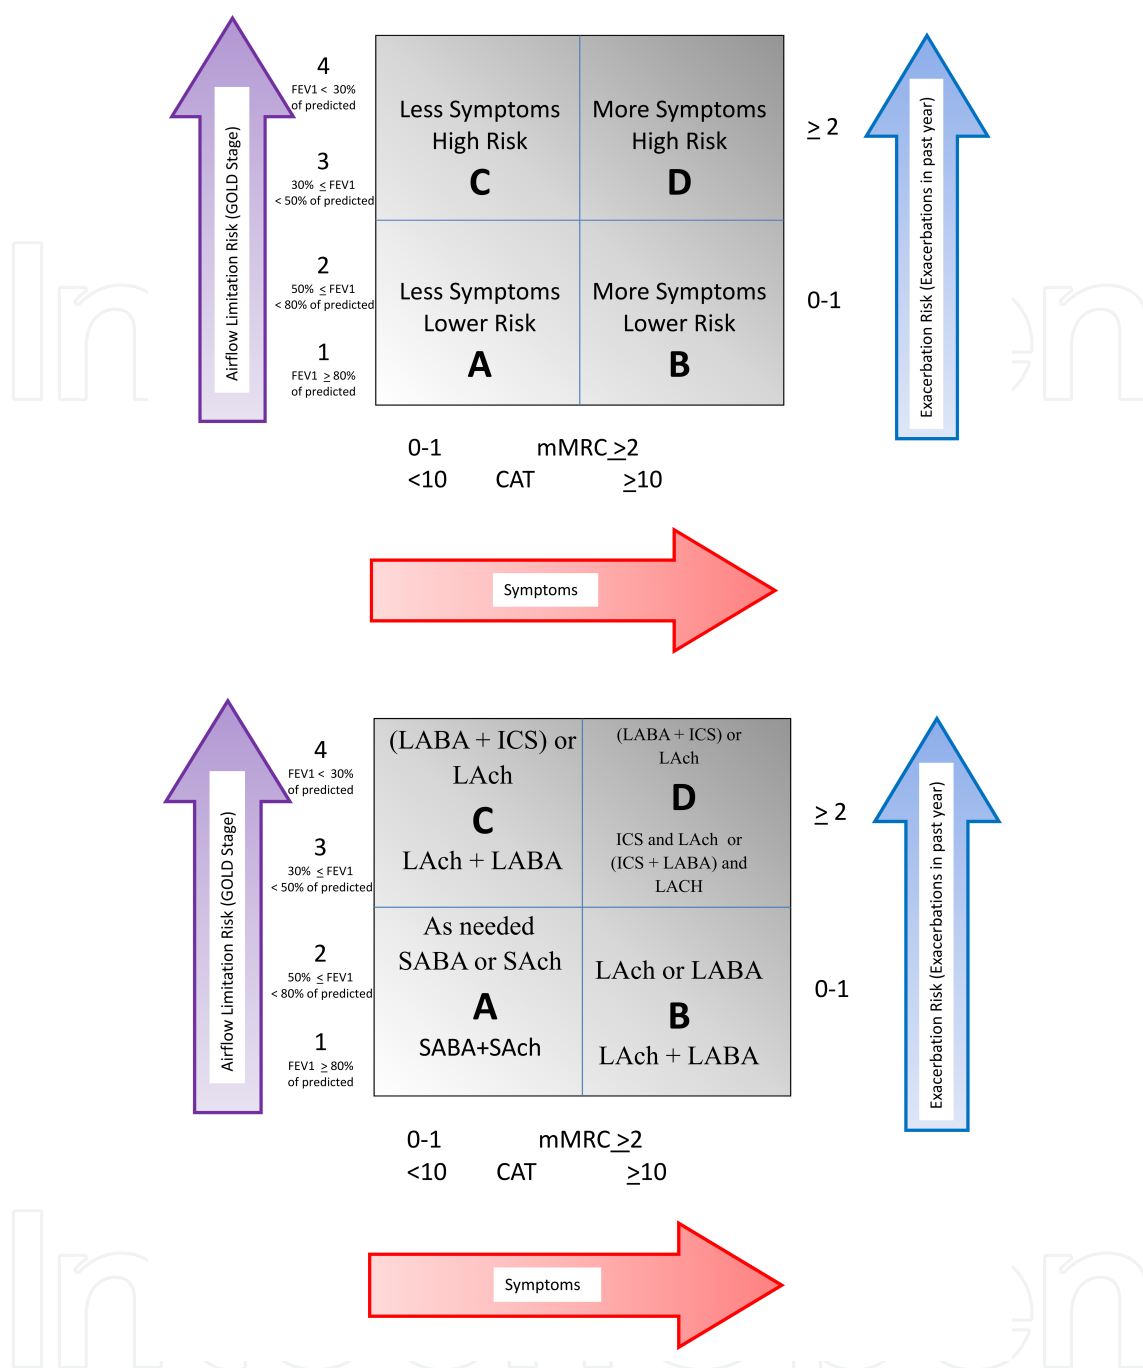 Airflow Limitation Risk (GOLD Stage)
4
FEV1 < 30%
of predicted
3
30% ≤ FEV1
< 50% of predicted
2
50% ≤ FEV1
< 80% of predicted
1
FEV1 ≥ 80%
of predicted
Less Symptoms
High Risk
C
More Symptoms
High Risk
D
Less Symptoms
Lower Risk
A
More Symptoms
Lower Risk
B
≥ 2
0-1
Exacerbation Risk (Exacerbations in past year)
0-1 mMRC ≥2
<10 CAT ≥10
Symptoms
Airflow Limitation Risk (GOLD Stage)
4
FEV1 < 30%
of predicted
3
30% ≤ FEV1
< 50% of predicted
2
50% ≤ FEV1
< 80% of predicted
1
FEV1 ≥ 80%
of predicted
(LABA + ICS) or
LAch
C
LAch + LABA
(LABA + ICS) or
LAch
D
ICS and LAch or
(ICS + LABA) and
LACH
As needed
SABA or SAch
A
SABA+SAch
LAch or LABA
B
LAch + LABA
≥ 2
0-1
Exacerbation Risk (Exacerbations in past year)
0-1 mMRC ≥2
<10 CAT ≥10
Symptoms